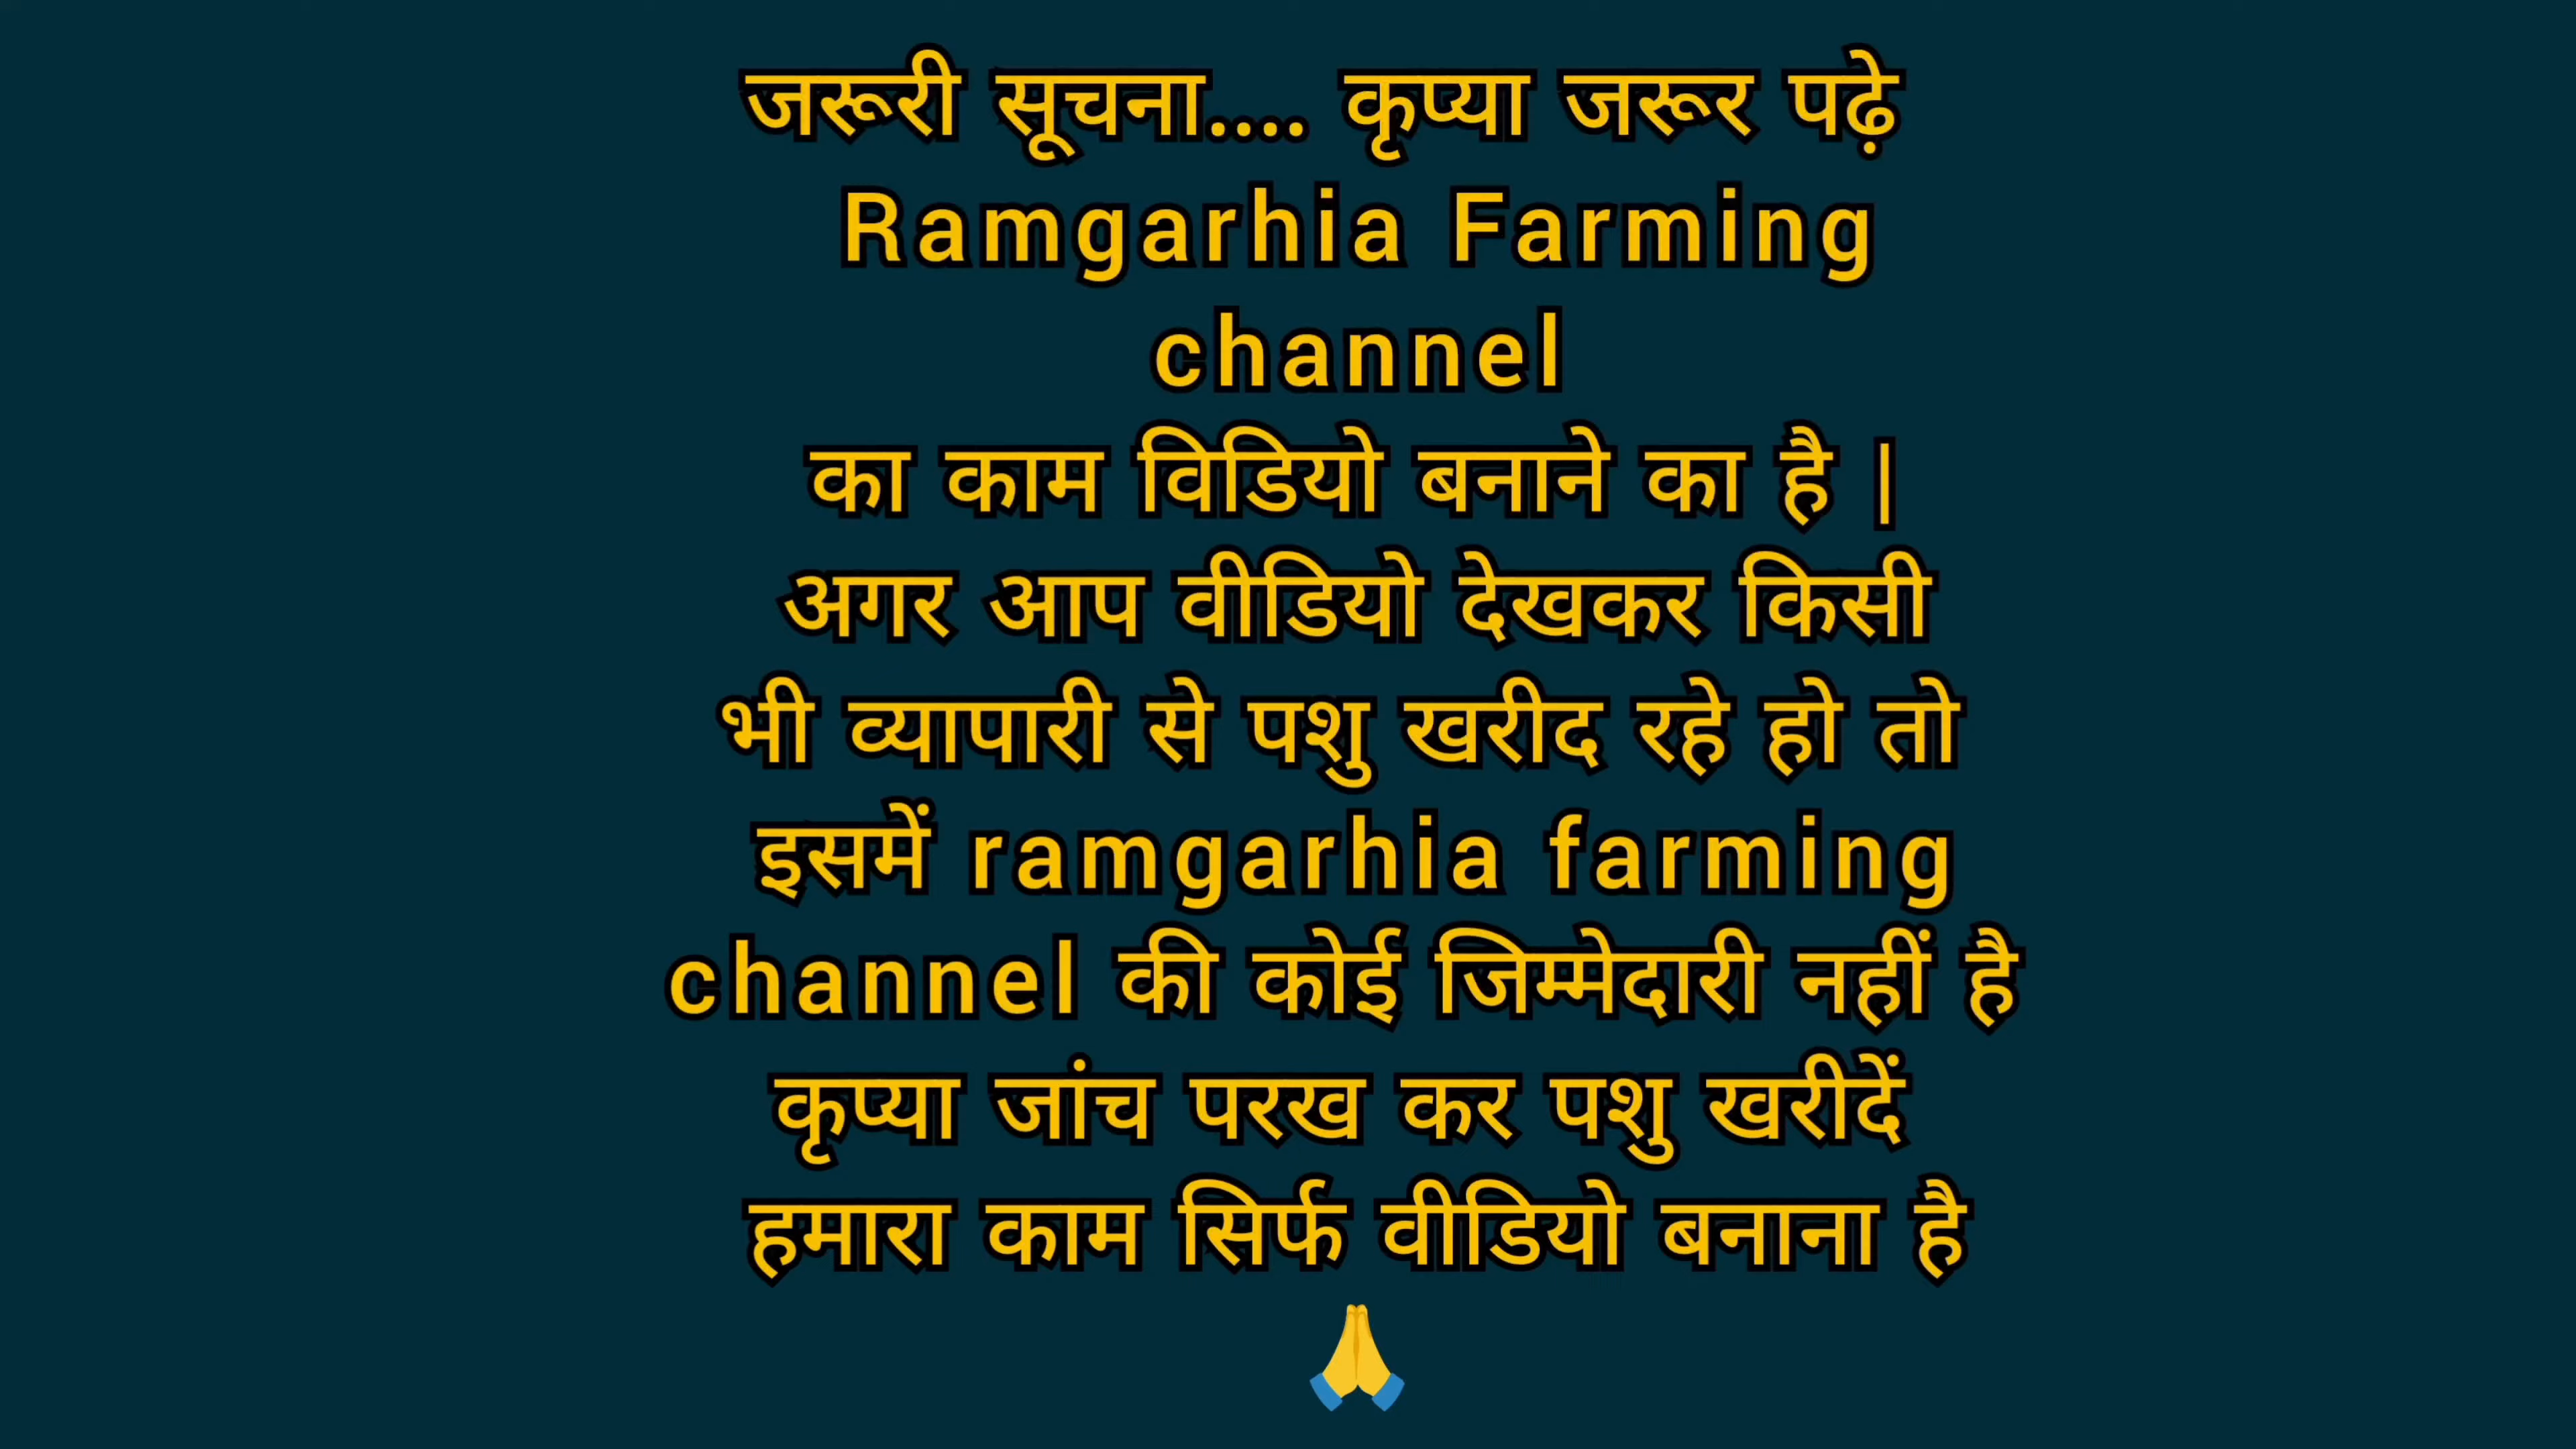 जरूरी सूचना.... कृप्या जरूर पढ़े
Ramgarhia Farming
channel
का काम विडियो बनाने का है |
अगर आप वीडियो देखकर किसी
भी व्यापारी से पशु खरीद रहे हो तो
इसमें ramgarhia farming
channel की कोई जिम्मेदारी नहीं है
कृप्या जांच परख कर पशु खरीदें
हमारा काम सिर्फ वीडियो बनाना है
🙏